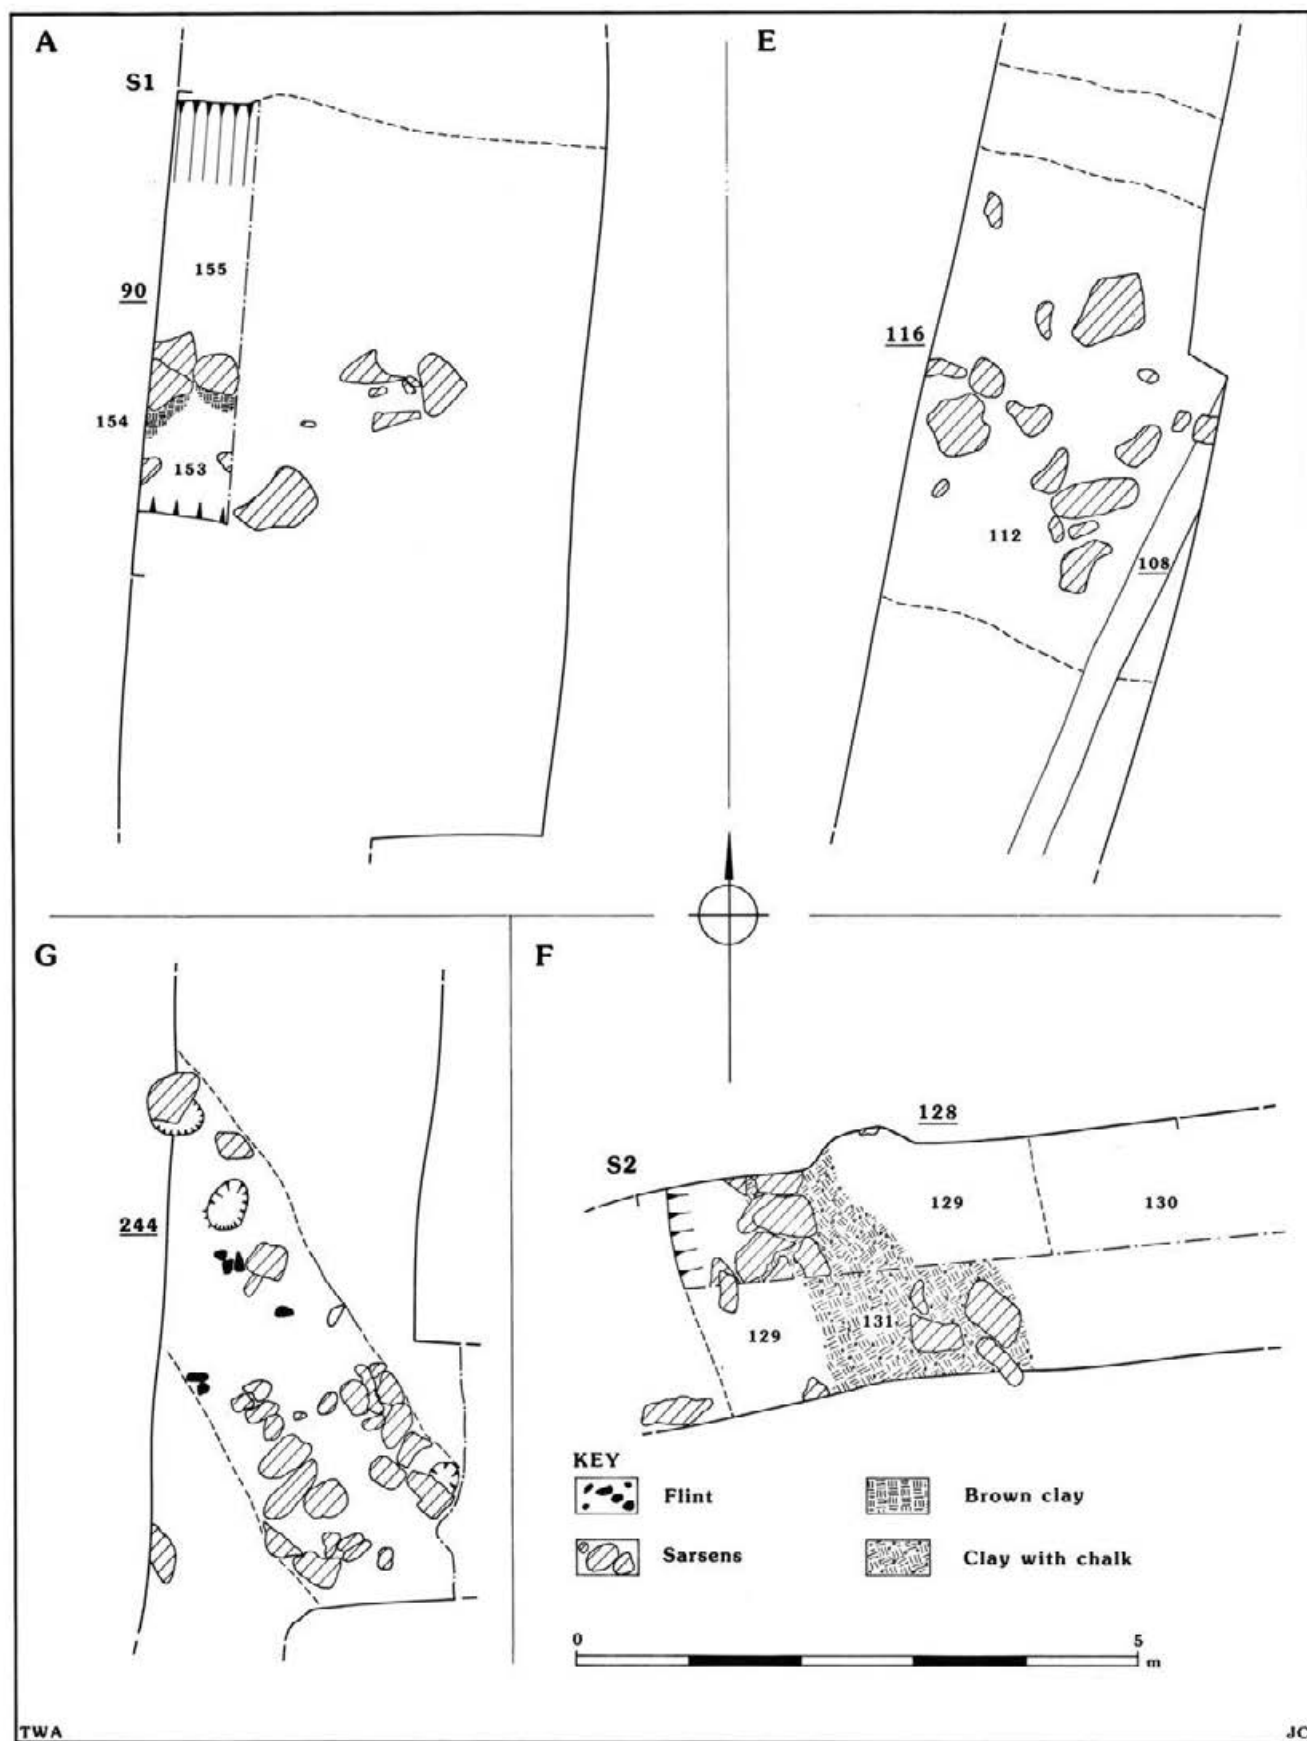 A
S1
155
90
154
153
E
116
112
108
G
244
F
128
S2
129
130
131
129
KEY
Flint
Brown clay
Sarsens
Clay with chalk
0
5
m
TWA
JC